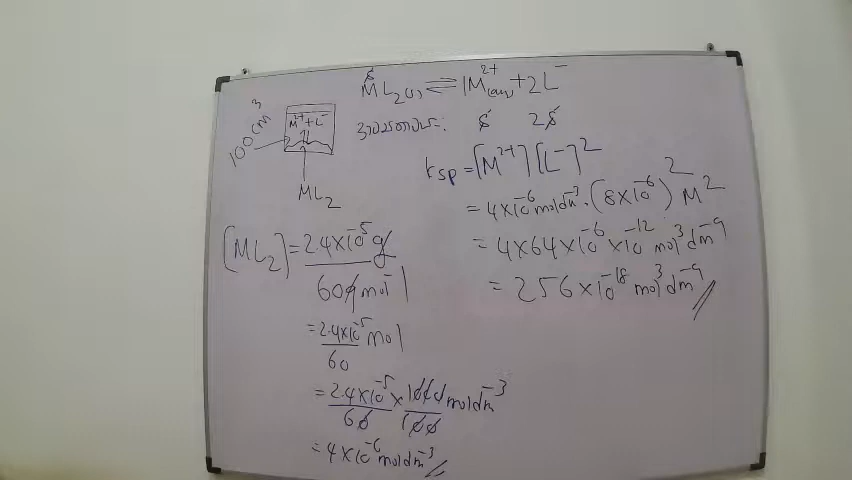 ML₂₍ₛ₎ ⇌ M²⁺₍aq₎ + 2L⁻
100cm³
M²⁺ + L⁻
ML₂
s 2s
Ksp = [M²⁺][L⁻]²
= 4×10⁻⁶ moldm⁻³.(8×10⁻⁶)² M²
= 4×64×10⁻⁶×10⁻¹² mol³dm⁻⁹
= 256×10⁻¹⁸ mol³dm⁻⁹
[ML₂] = 2.4×10⁻⁵g
60gmol⁻¹
= 2.4×10⁻⁵ mol
60
= 2.4×10⁻⁵ × 1000 moldm⁻³
60 100
= 4×10⁻⁶ moldm⁻³